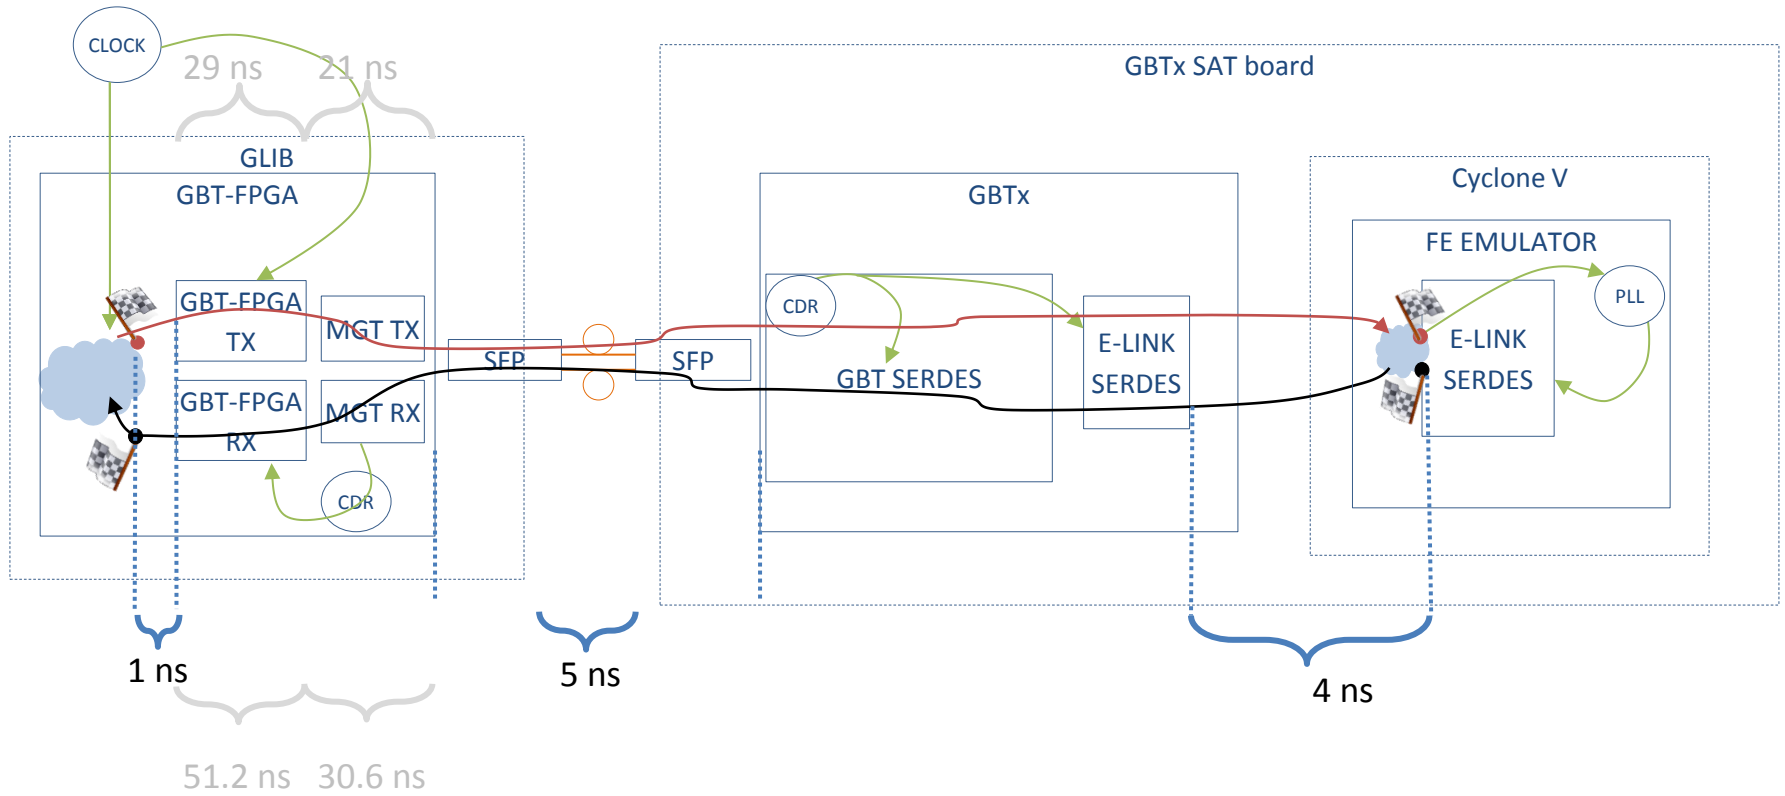 CLOCK
29 ns
21 ns
GBTx SAT board
GLIB
GBT-FPGA
GBTx
Cyclone V
FE EMULATOR
GBT-FPGA
TX
MGT TX
CDR
PLL
SFP
SFP
E-LINK
SERDES
E-LINK
SERDES
GBT SERDES
GBT-FPGA
RX
MGT RX
CDR
1 ns
5 ns
4 ns
51.2 ns
30.6 ns